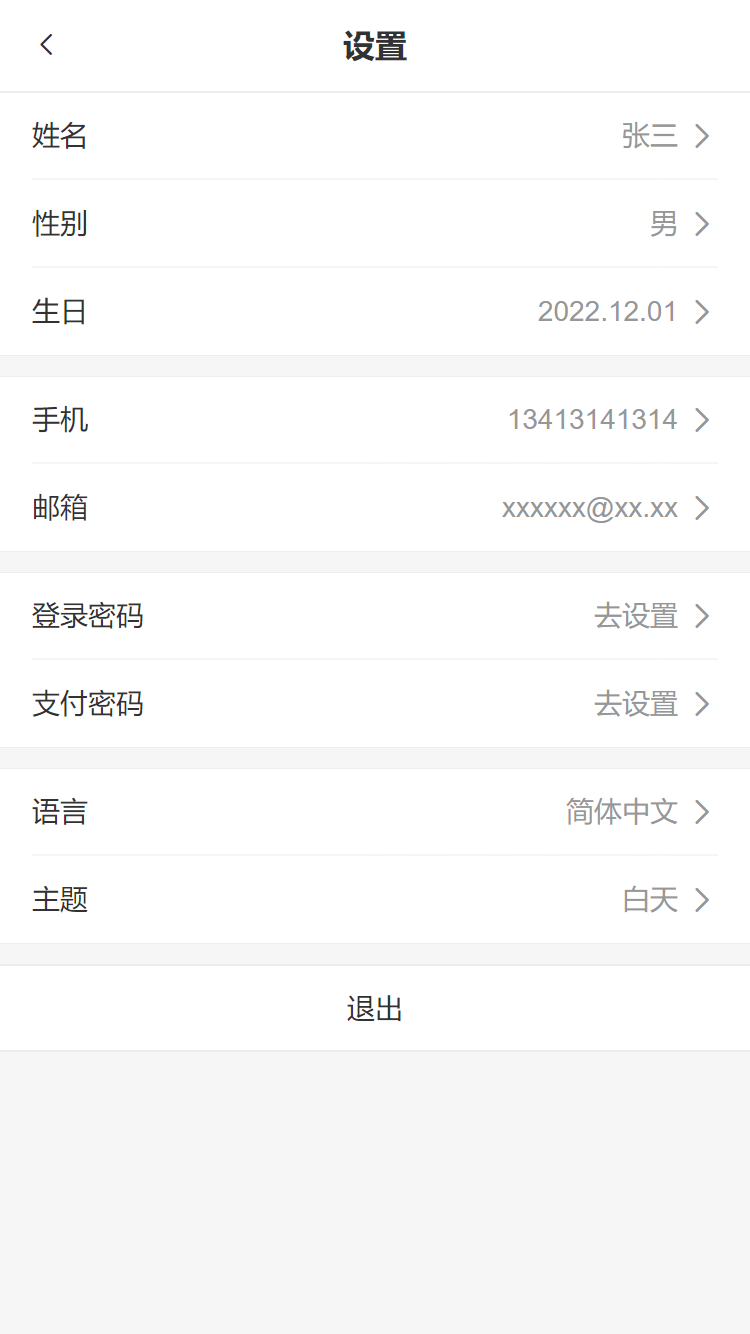 设置
姓名 张三
性别 男
生日 2022.12.01
手机 13413141314
邮箱 xxxxxx@xx.xx
登录密码 去设置
支付密码 去设置
语言 简体中文
主题 白天
退出